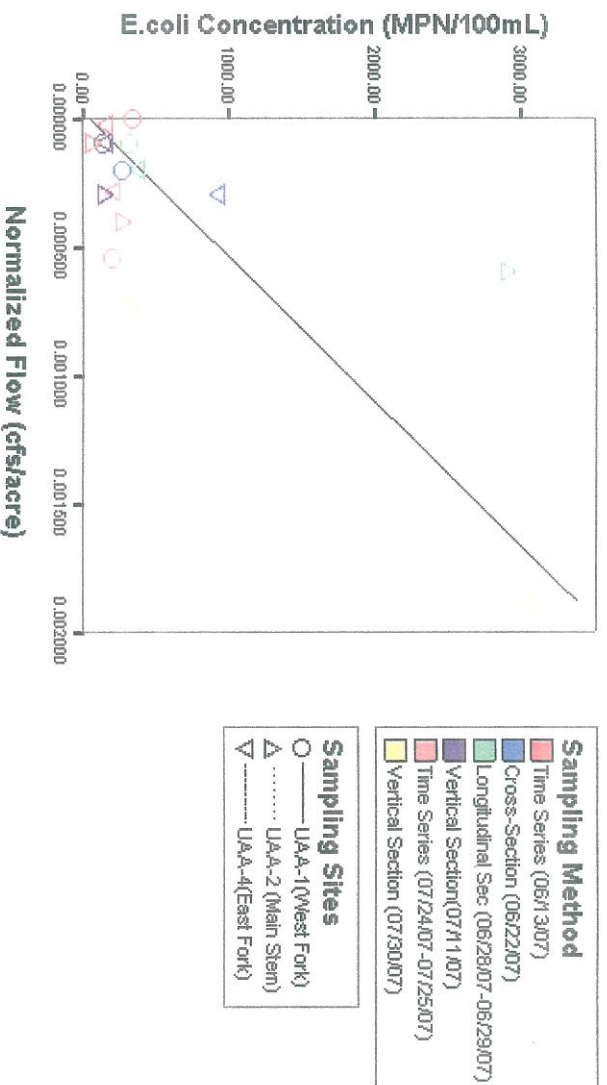 E.coli Concentration (MPN/100mL)
3000.00
2000.00
1000.00
0.00
0.000000
0.000500
0.001000
0.001500
0.002000
Normalized Flow (cfs/acre)
Sampling Method
Time Series (06/13/07)
Cross-Section (06/22/07)
Longitudinal Sec (06/28/07-06/29/07)
Vertical Section(07/11/07)
Time Series (07/24/07-07/25/07)
Vertical Section (07/30/07)
Sampling Sites
UAA-1(West Fork)
UAA-2 (Main Stem)
UAA-4(East Fork)